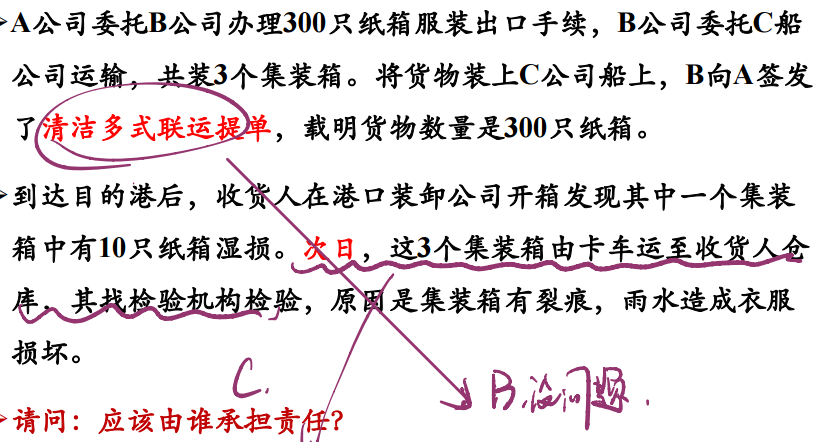 A公司委托B公司办理300只纸箱服装出口手续，B公司委托C船
公司运输，共装3个集装箱。将货物装上C公司船上，B向A签发
了清洁多式联运提单，载明货物数量是300只纸箱。
到达目的港后，收货人在港口装卸公司开箱发现其中一个集装
箱中有10只纸箱湿损。次日，这3个集装箱由卡车运至收货人仓
库．其找检验机构检验，原因是集装箱有裂痕，雨水造成衣服
损坏。
C.
B.没问题.
请问：应该由谁承担责任？